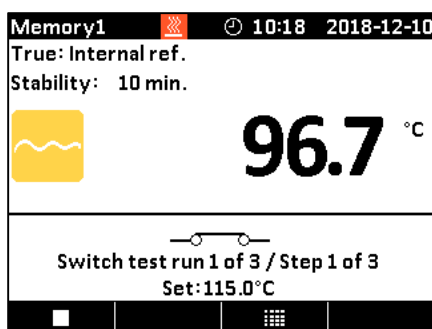 Memory1 10:18 2018-12-10
True: Internal ref.
Stability: 10 min.
96.7 °C
Switch test run 1 of 3 / Step 1 of 3
Set:115.0°C